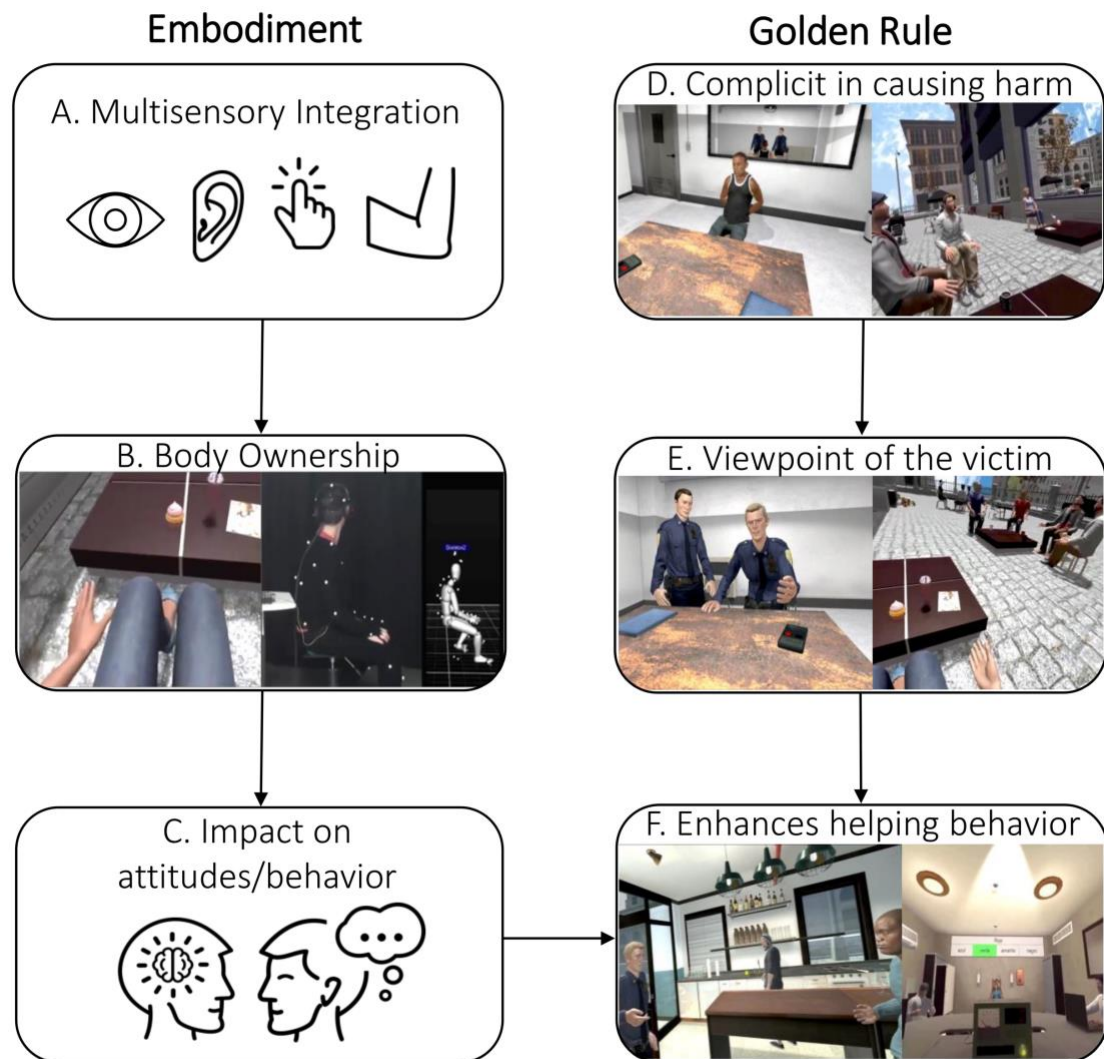 Embodiment
Golden Rule
A. Multisensory Integration
D. Complicit in causing harm
B. Body Ownership
E. Viewpoint of the victim
C. Impact on
attitudes/behavior
F. Enhances helping behavior